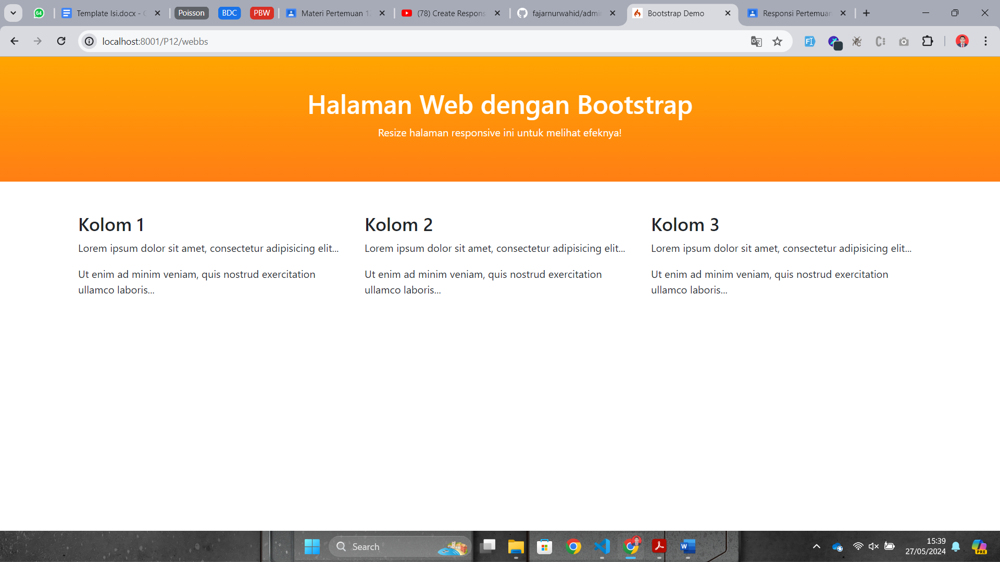 64
Template Isi.docx - G
Poisson
BDC
PBW
Materi Pertemuan 12
(78) Create Respons
fajarnurwahid/admin
Bootstrap Demo
Responsi Pertemuan
localhost:8001/P12/webbs
Halaman Web dengan Bootstrap
Resize halaman responsive ini untuk melihat efeknya!
Kolom 1
Lorem ipsum dolor sit amet, consectetur adipisicing elit...
Ut enim ad minim veniam, quis nostrud exercitation
ullamco laboris...
Kolom 2
Lorem ipsum dolor sit amet, consectetur adipisicing elit...
Ut enim ad minim veniam, quis nostrud exercitation
ullamco laboris...
Kolom 3
Lorem ipsum dolor sit amet, consectetur adipisicing elit...
Ut enim ad minim veniam, quis nostrud exercitation
ullamco laboris...
Search
15:39
27/05/2024
PRE